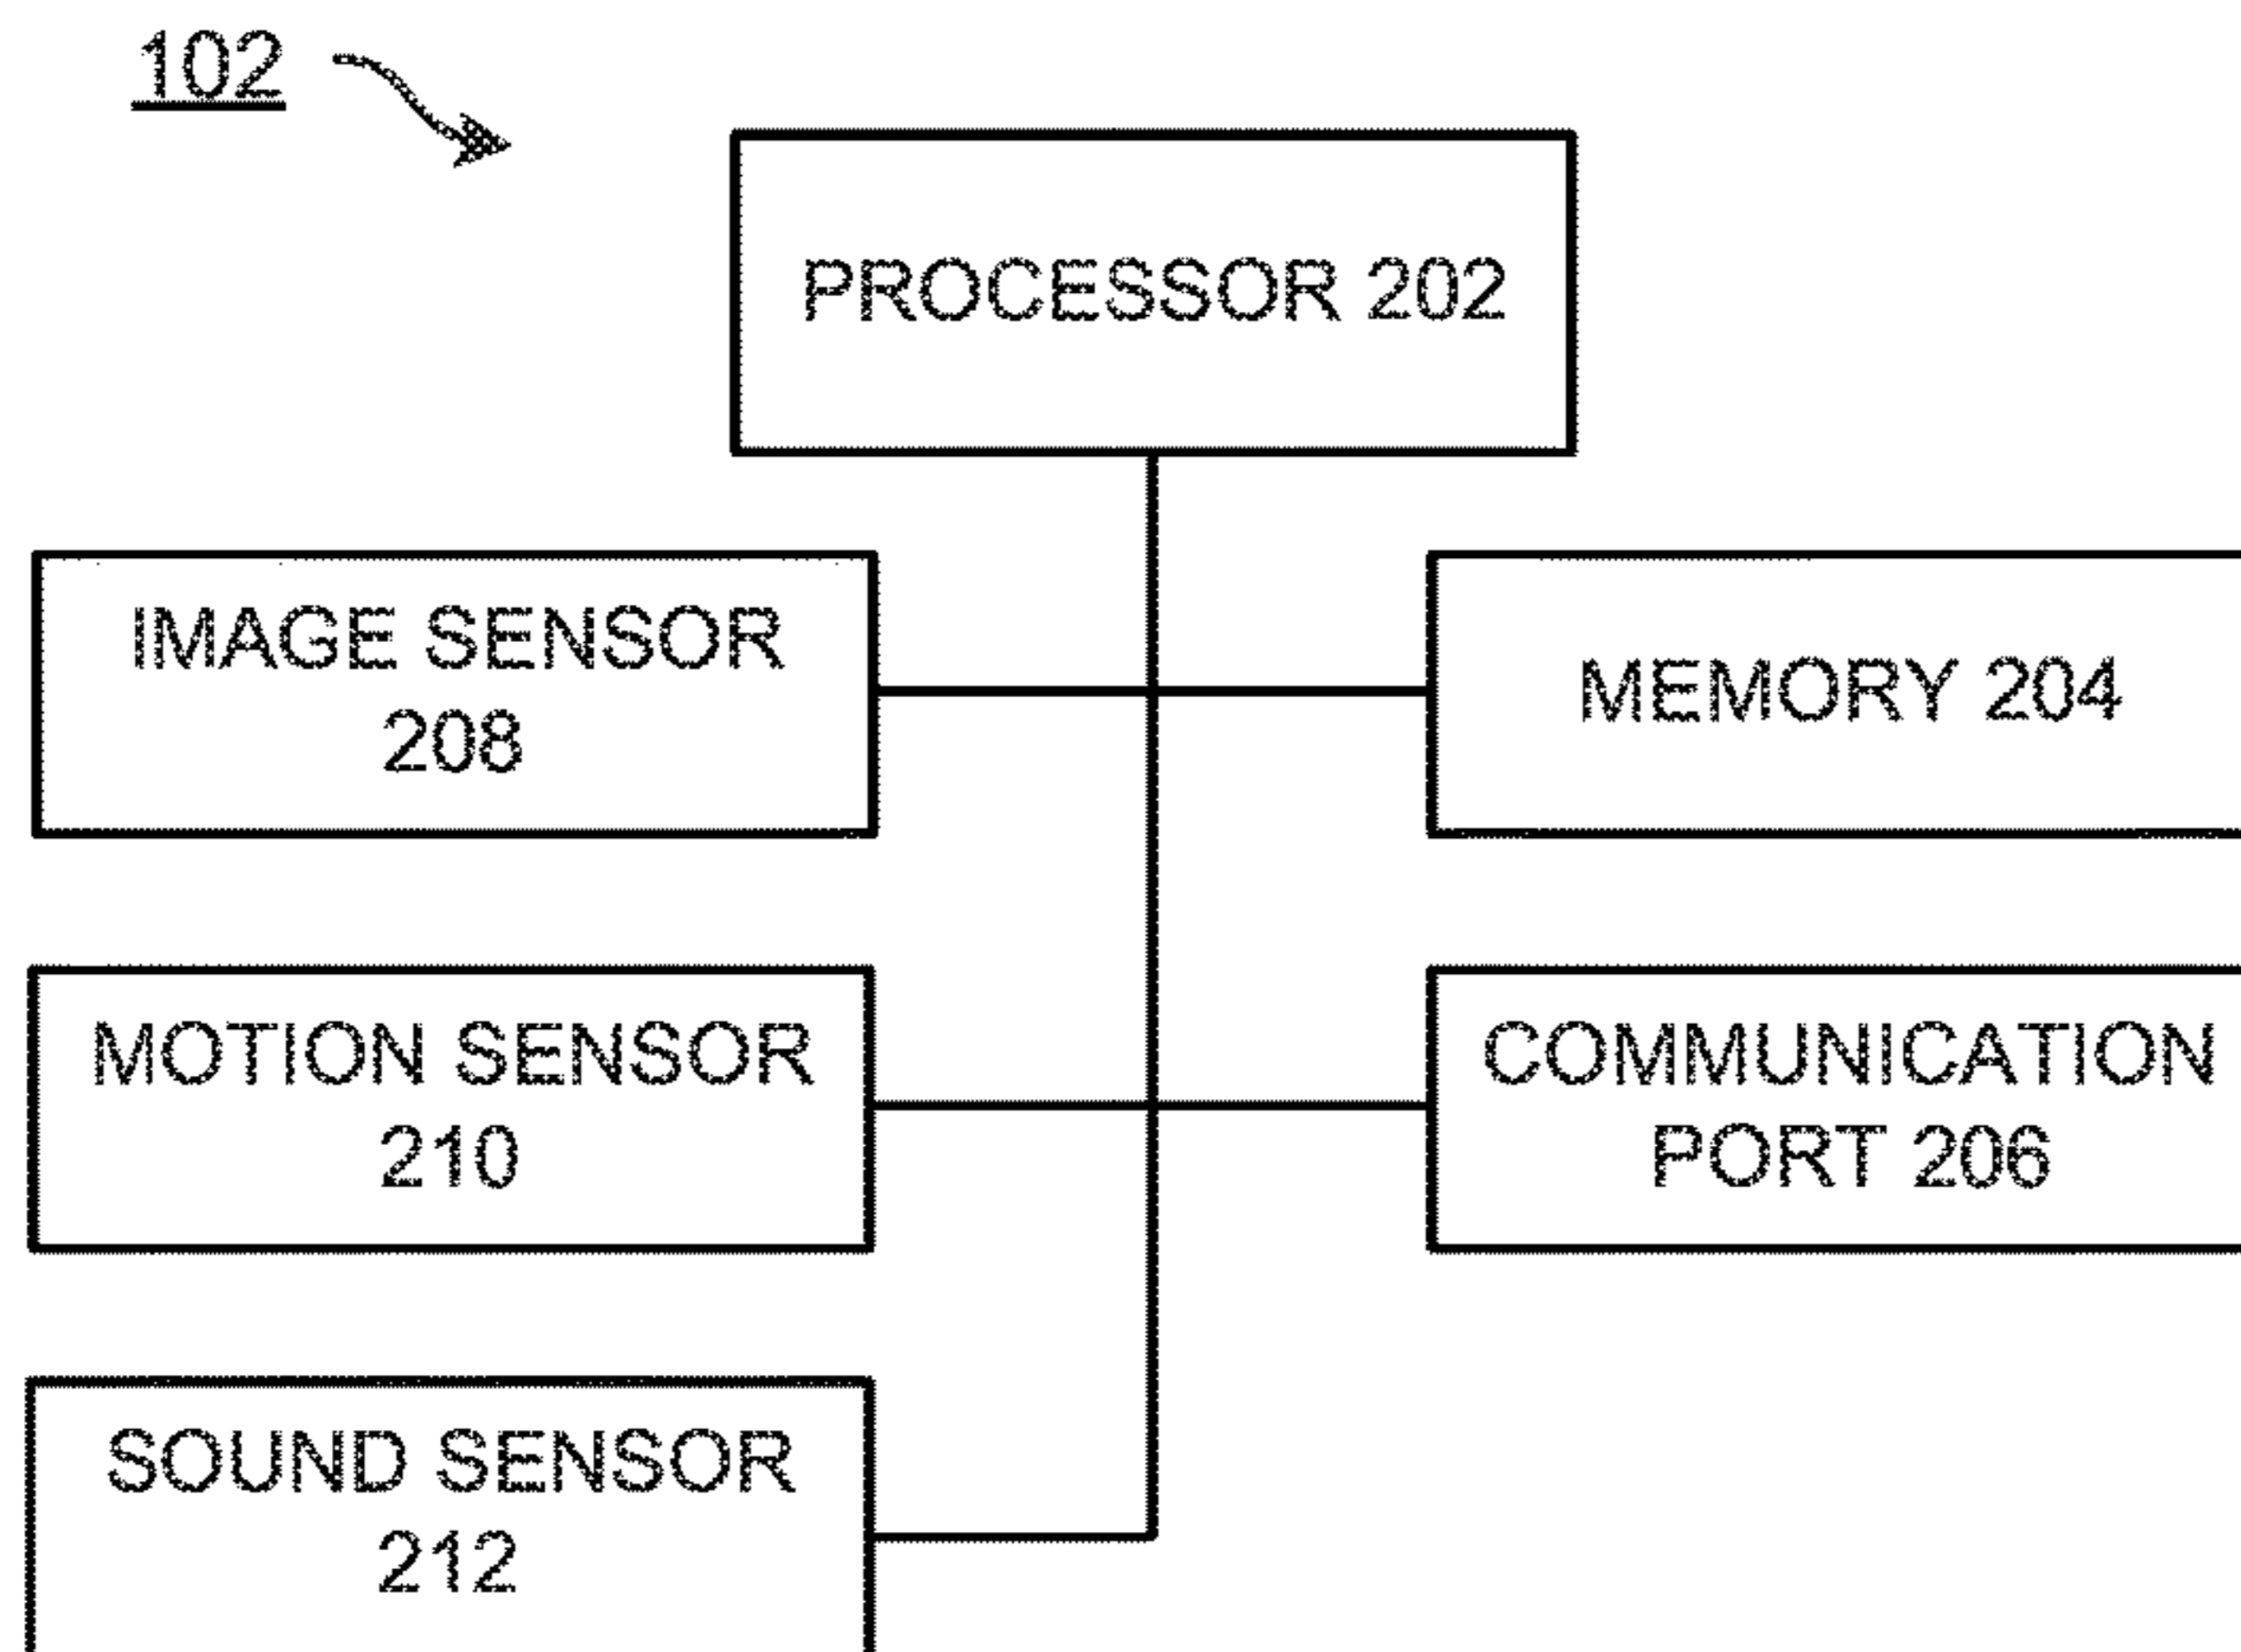 102
PROCESSOR 202
IMAGE SENSOR
208
MEMORY 204
MOTION SENSOR
210
COMMUNICATION
PORT 206
SOUND SENSOR
212